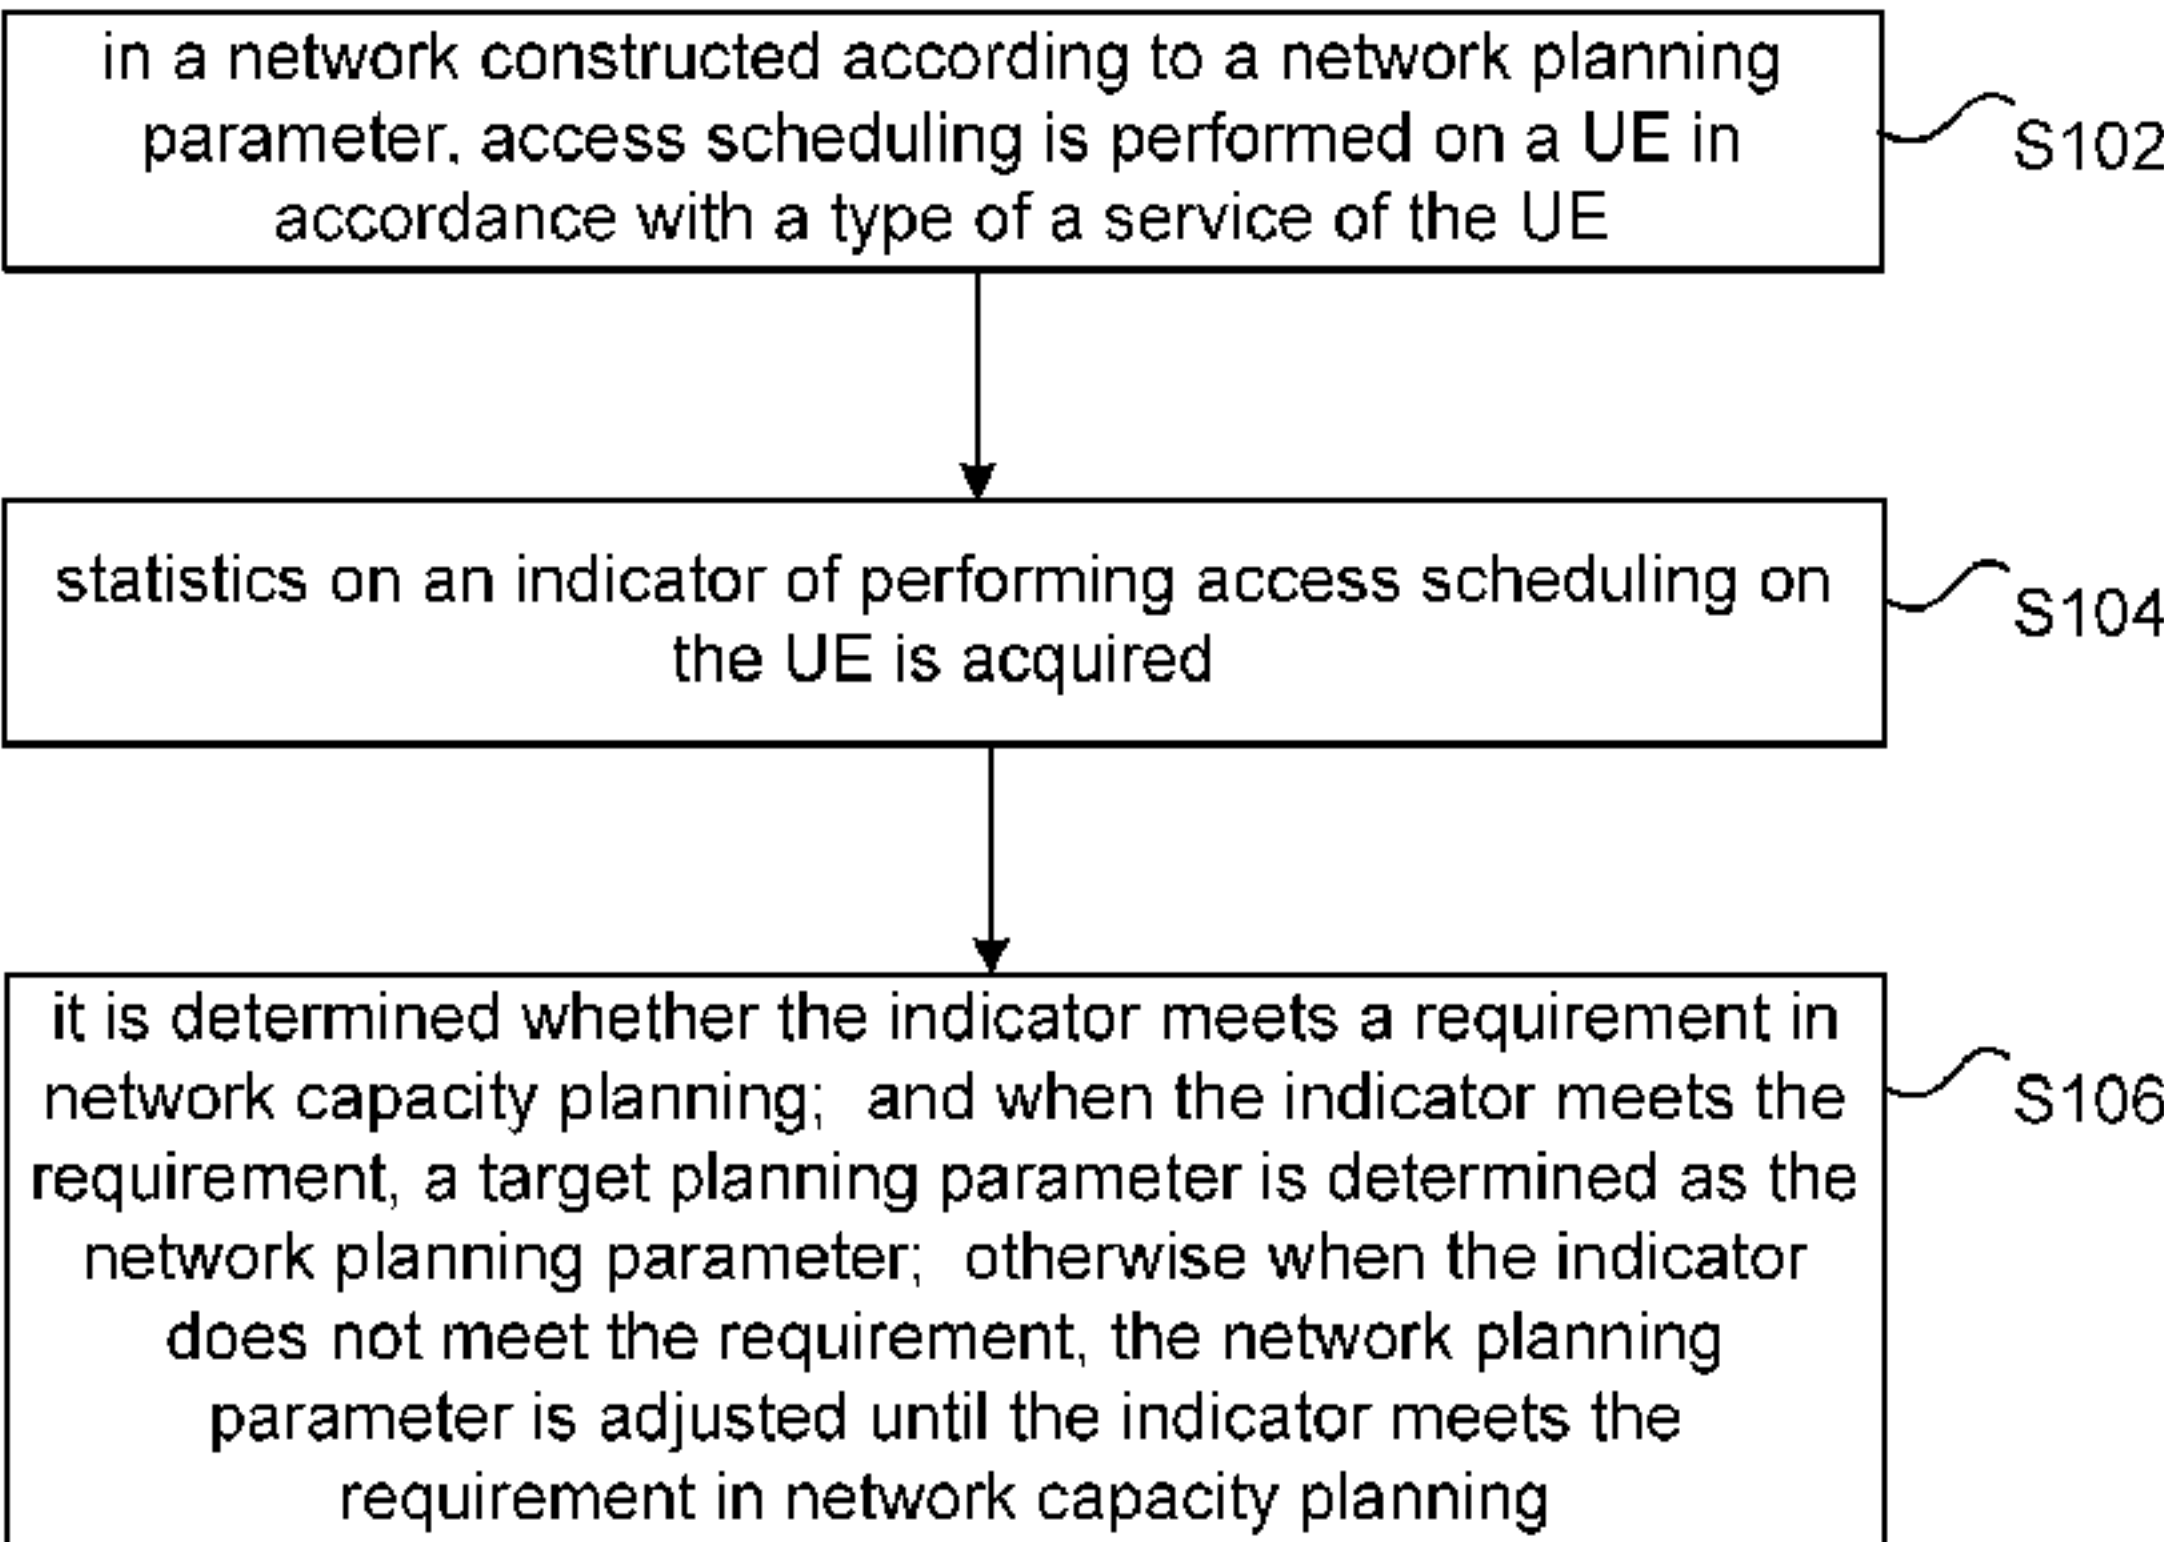 in a network constructed according to a network planning
parameter, access scheduling is performed on a UE in
accordance with a type of a service of the UE
S102
statistics on an indicator of performing access scheduling on
the UE is acquired
S104
it is determined whether the indicator meets a requirement in
network capacity planning; and when the indicator meets the
requirement, a target planning parameter is determined as the
network planning parameter; otherwise when the indicator
does not meet the requirement, the network planning
parameter is adjusted until the indicator meets the
requirement in network capacity planning
S106